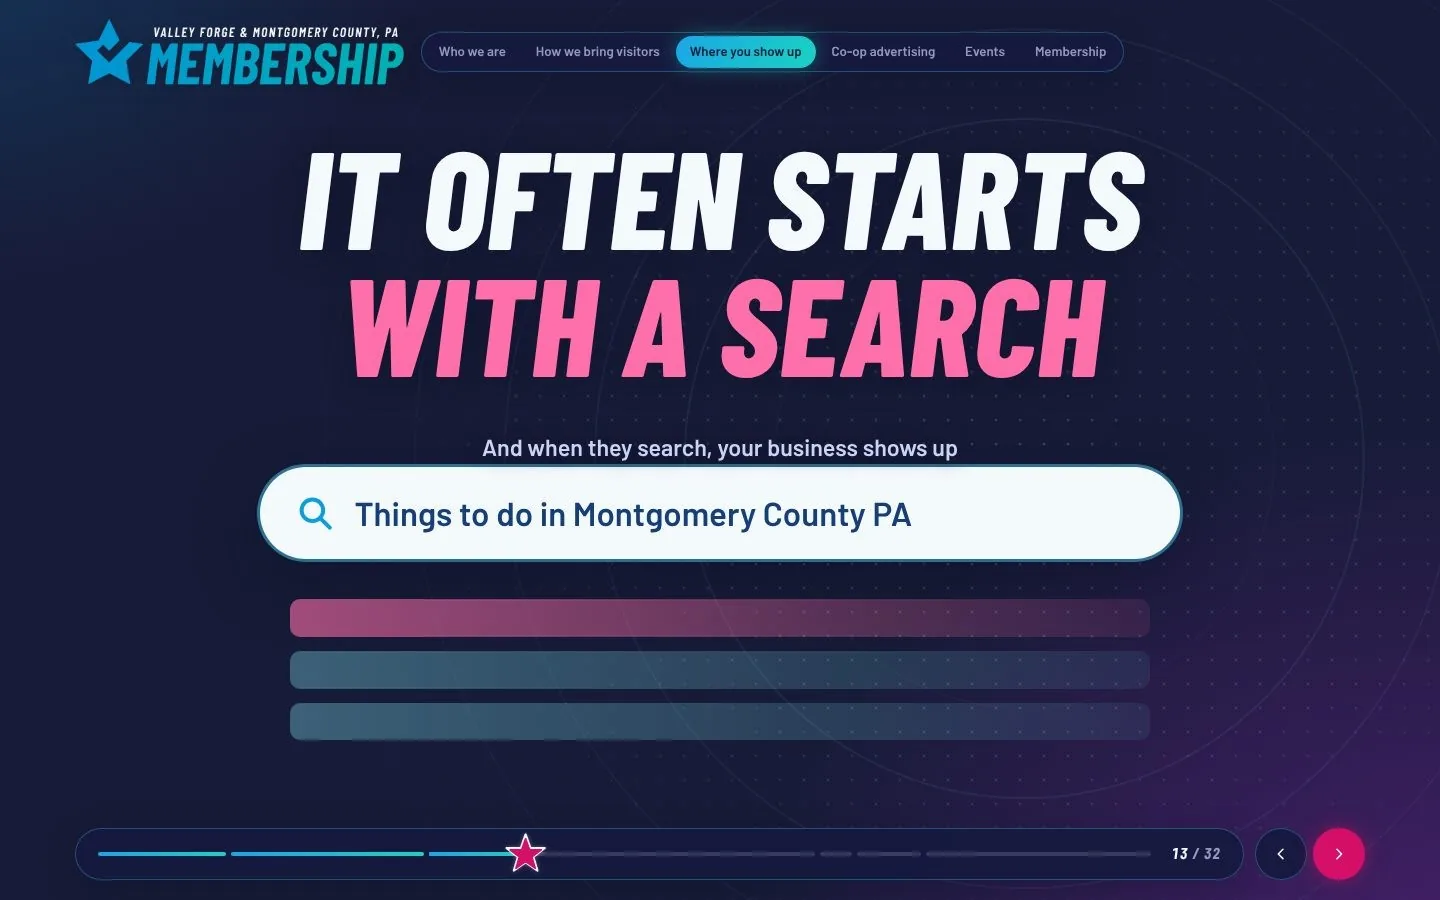 VALLEY FORGE & MONTGOMERY COUNTY, PA
MEMBERSHIP
Who we are
How we bring visitors
Where you show up
Co-op advertising
Events
Membership
IT OFTEN STARTS
WITH A SEARCH
And when they search, your business shows up
Things to do in Montgomery County PA
13 / 32